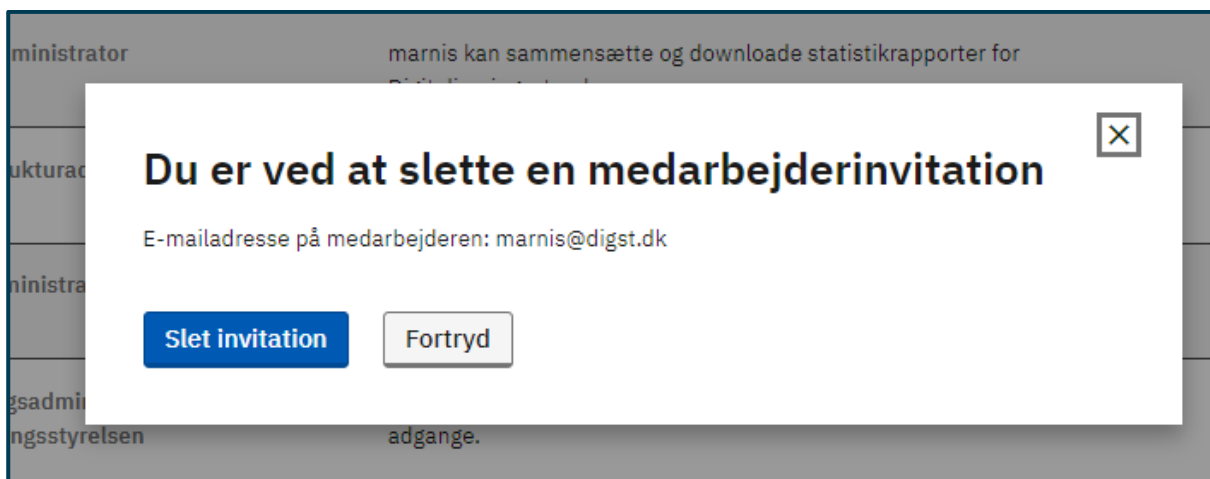 ministrator
marnis kan sammensætte og downloade statistikrapporter for
Du er ved at slette en medarbejderinvitation
E-mailadresse på medarbejderen: marnis@digst.dk
Slet invitation
Fortryd
adgange.